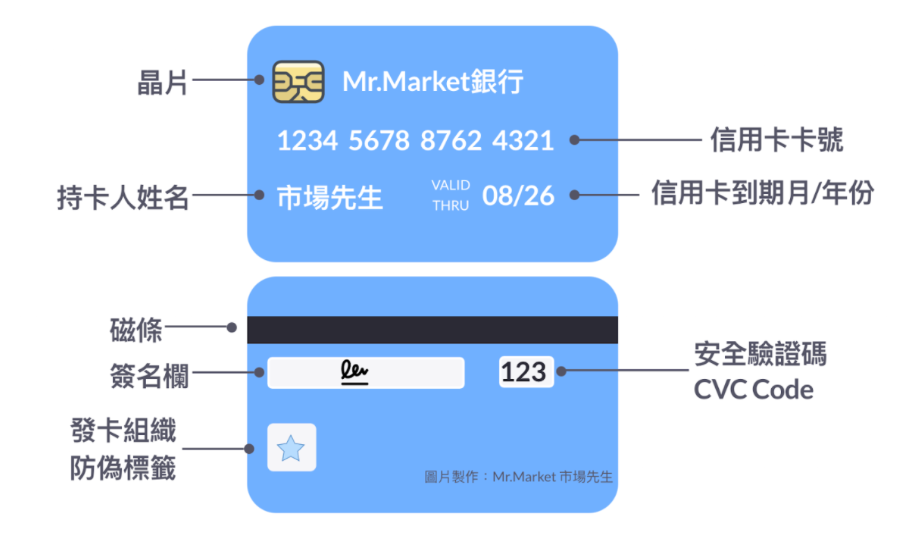 晶片
Mr.Market銀行
1234 5678 8762 4321
信用卡卡號
持卡人姓名
市場先生
VALID
THRU
08/26
信用卡到期月/年份
磁條
簽名欄
123
安全驗證碼
CVC Code
發卡組織
防偽標籤
圖片製作：Mr.Market 市場先生